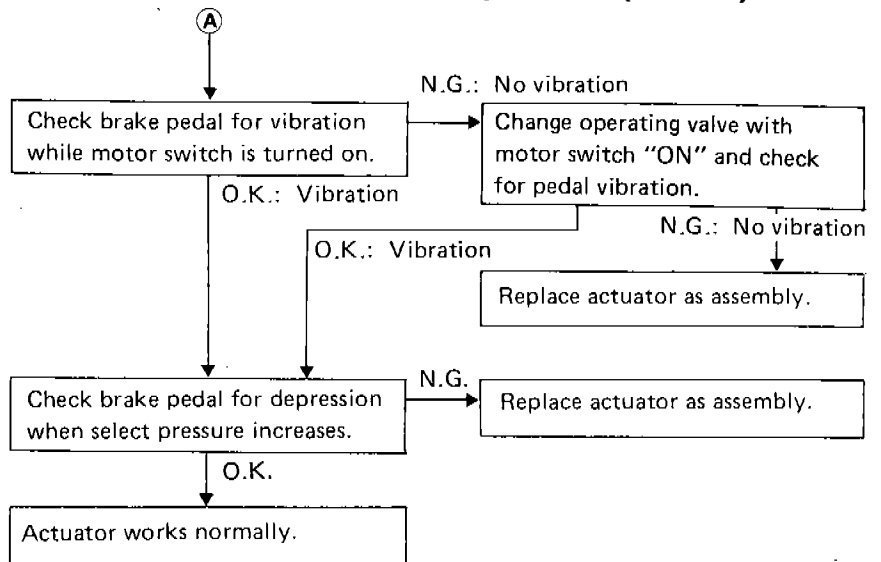 A
N.G.: No vibration
Check brake pedal for vibration
while motor switch is turned on.
Change operating valve with
motor switch "ON" and check
for pedal vibration.
O.K.: Vibration
N.G.: No vibration
O.K.: Vibration
Replace actuator as assembly.
Check brake pedal for depression
when select pressure increases.
N.G.
Replace actuator as assembly.
O.K.
Actuator works normally.